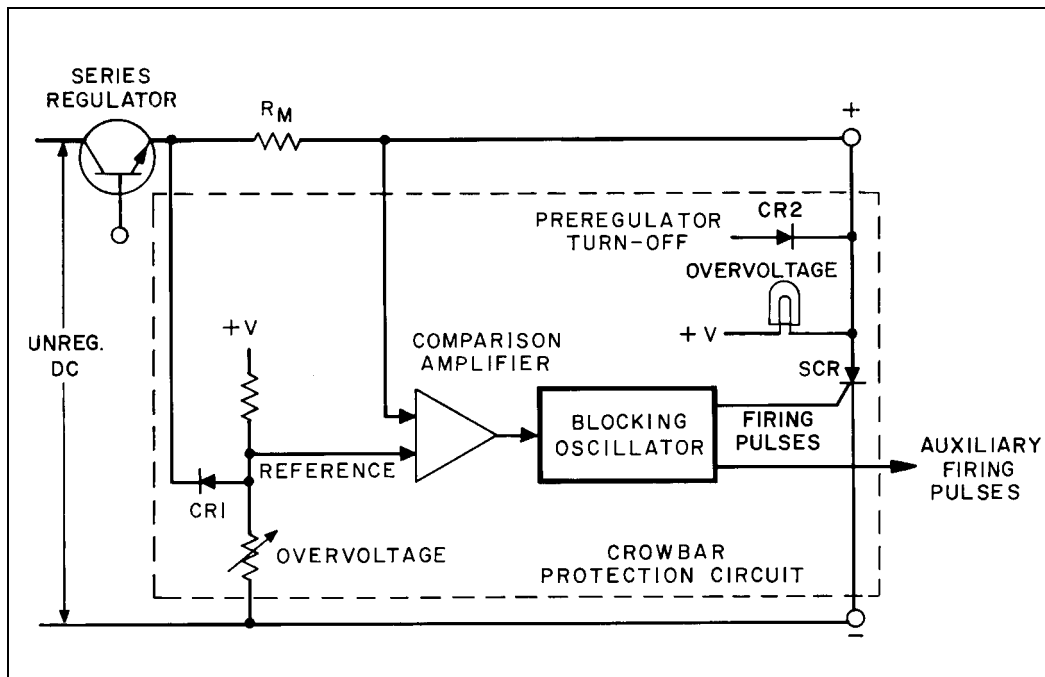 SERIES
REGULATOR
RM
+
PREREGULATOR
TURN-OFF
CR2
OVERVOLTAGE
+V
SCR
UNREG.
DC
+V
COMPARISON
AMPLIFIER
BLOCKING
OSCILLATOR
FIRING
PULSES
REFERENCE
AUXILIARY
FIRING
PULSES
CR1
OVERVOLTAGE
CROWBAR
PROTECTION CIRCUIT
−